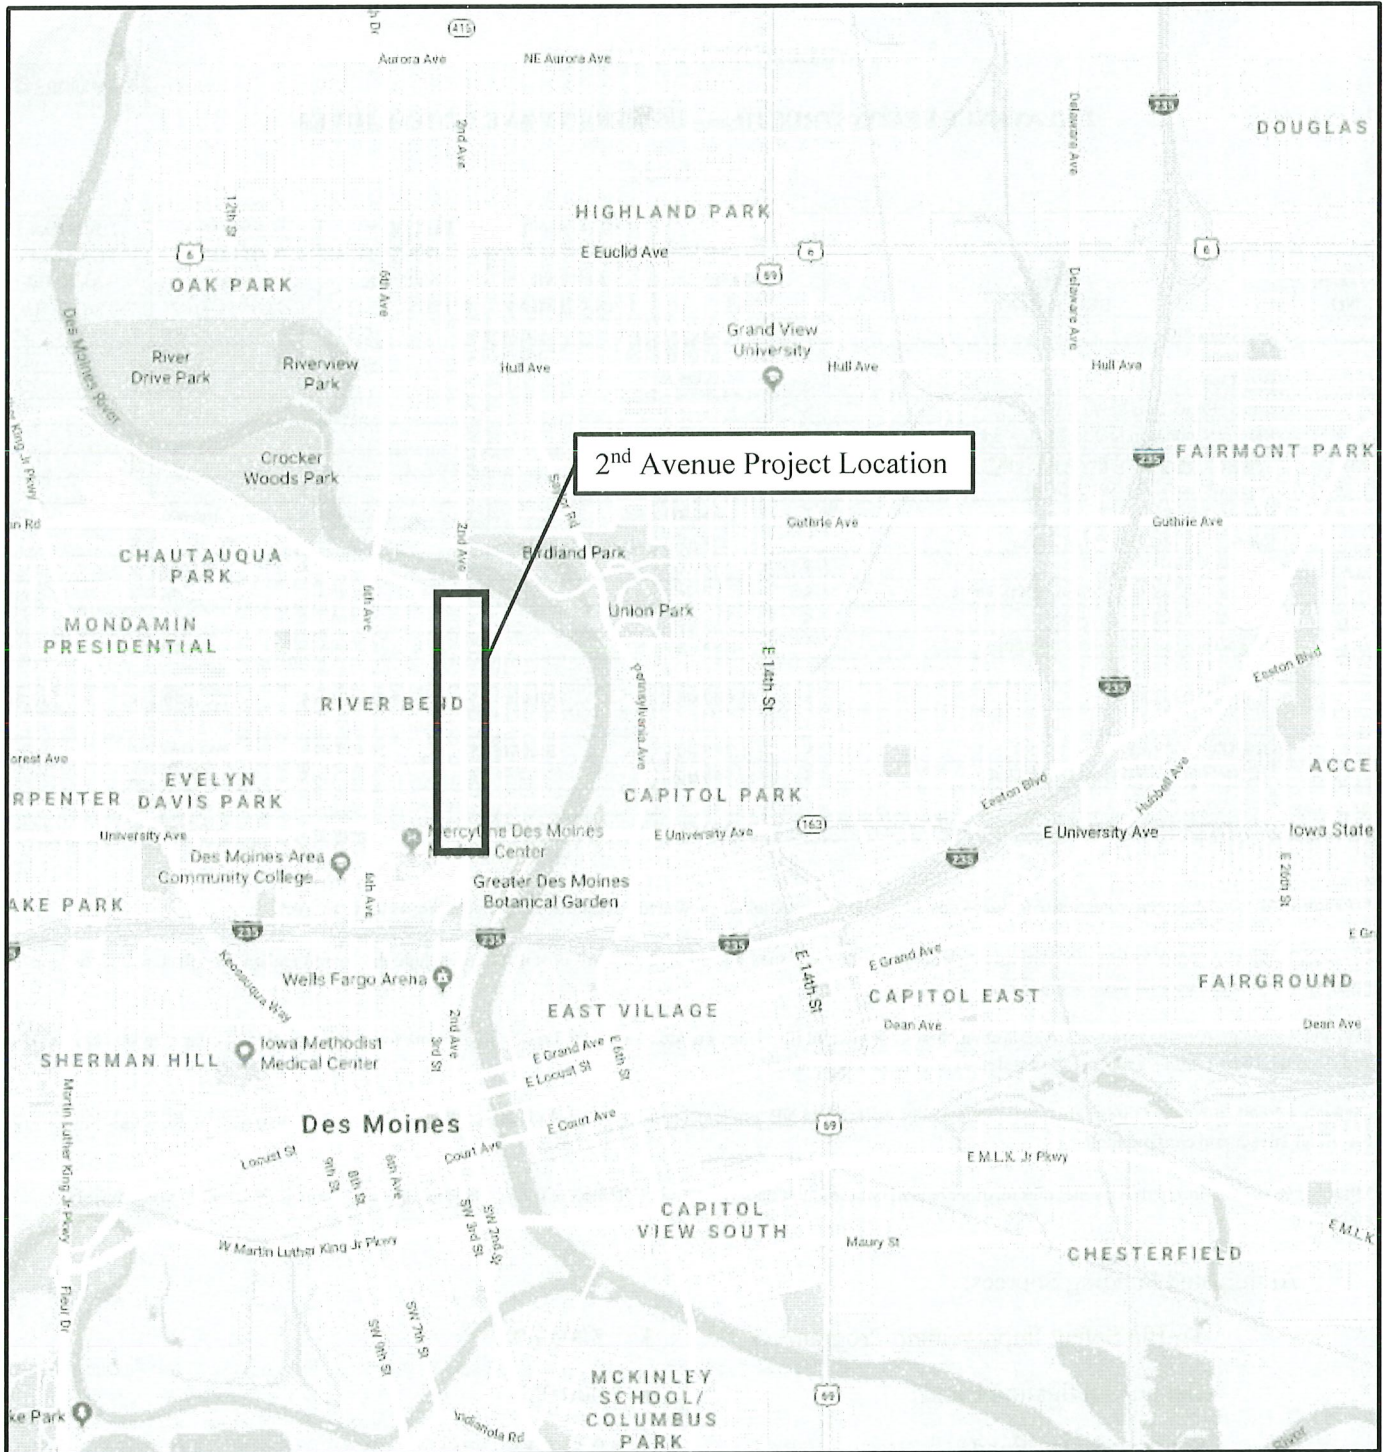 415
Aurora Ave
NE Aurora Ave
2nd Ave
Delaware Ave
235
DOUGLAS
12th St
HIGHLAND PARK
6
E Euclid Ave
6
6
69
OAK PARK
6th Ave
Delaware Ave
Des Moines River
River
Drive Park
Riverview
Park
Grand View
University
Hull Ave
Hull Ave
Hull Ave
King Jr Pkwy
2nd Avenue Project Location
235
FAIRMONT PARK
Crocker
Woods Park
Guthrie Ave
Guthrie Ave
2nd Ave
Birdland Park
CHAUTAUQUA
PARK
6th Ave
Union Park
MONDAMIN
PRESIDENTIAL
E 14th St
Easton Blvd
Pennsylvania Ave
235
RIVER BEND
EVELYN
DAVIS PARK
RPENTER
CAPITOL PARK
Easton Blvd
Hubbell Ave
ACCE
University Ave
MercyOne Des Moines
Medical Center
E University Ave
163
E University Ave
Iowa State
Des Moines Area
Community College...
235
E 26th St
6th Ave
Greater Des Moines
Botanical Garden
AKE PARK
235
235
235
E Gr
Keosauqua Way
Wells Fargo Arena
E 14th St
E Grand Ave
FAIRGROUND
CAPITOL EAST
EAST VILLAGE
2nd Ave
3rd St
Dean Ave
Dean Ave
SHERMAN HILL
Iowa Methodist
Medical Center
E Grand Ave
E Locust St
E 6th St
Martin Luther King Jr Pkwy
Des Moines
E Court Ave
69
Locust St
Court Ave
9th St
8th St
6th Ave
E M.L.K. Jr Pkwy
SW 3rd St
SW 2nd St
CAPITOL
VIEW SOUTH
W Martin Luther King Jr Pkwy
Maury St
CHESTERFIELD
E M.L.K
Fleur Dr
SW 9th St
SW 7th St
MCKINLEY
SCHOOL/
COLUMBUS
PARK
69
ke Park
Indianola Rd
River